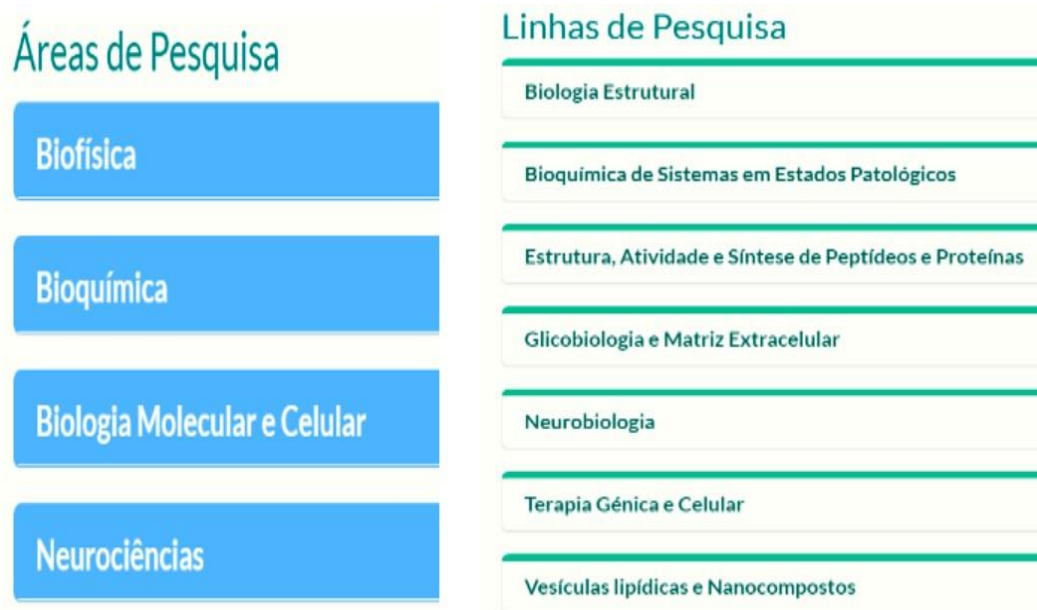 Áreas de Pesquisa
Biofísica
Bioquímica
Biologia Molecular e Celular
Neurociências
Linhas de Pesquisa
Biologia Estrutural
Bioquímica de Sistemas em Estados Patológicos
Estrutura, Atividade e Síntese de Peptídeos e Proteínas
Glicobiologia e Matriz Extracelular
Neurobiologia
Terapia Génica e Celular
Vesículas lipídicas e Nanocompostos